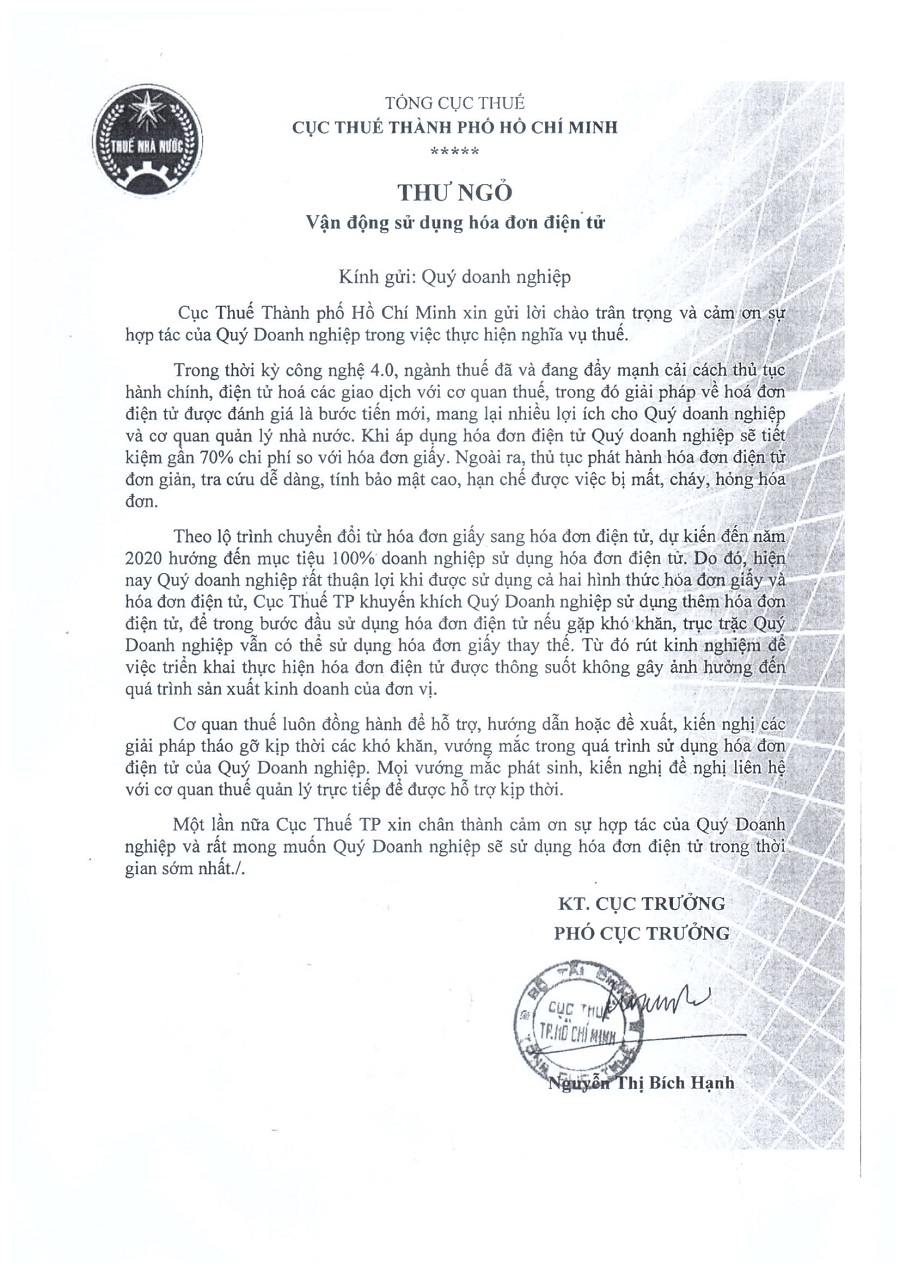 TỔNG CỤC THUẾ
CỤC THUẾ THÀNH PHỐ HỒ CHÍ MINH
*****
THUẾ NHÀ NƯỚC
THƯ NGỎ
Vận động sử dụng hóa đơn điện tử
Kính gửi: Quý doanh nghiệp
Cục Thuế Thành phố Hồ Chí Minh xin gửi lời chào trân trọng và cảm ơn sự
hợp tác của Quý Doanh nghiệp trong việc thực hiện nghĩa vụ thuế.
Trong thời kỳ công nghệ 4.0, ngành thuế đã và đang đẩy mạnh cải cách thủ tục
hành chính, điện tử hoá các giao dịch với cơ quan thuế, trong đó giải pháp về hoá đơn
điện tử được đánh giá là bước tiến mới, mang lại nhiều lợi ích cho Quý doanh nghiệp
và cơ quan quản lý nhà nước. Khi áp dụng hóa đơn điện tử Quý doanh nghiệp sẽ tiết
kiệm gần 70% chi phí so với hóa đơn giấy. Ngoài ra, thủ tục phát hành hóa đơn điện tử
đơn giản, tra cứu dễ dàng, tính bảo mật cao, hạn chế được việc bị mất, cháy, hỏng hóa
đơn.
Theo lộ trình chuyển đổi từ hóa đơn giấy sang hóa đơn điện tử, dự kiến đến năm
2020 hướng đến mục tiêu 100% doanh nghiệp sử dụng hóa đơn điện tử. Do đó, hiện
nay Quý doanh nghiệp rất thuận lợi khi được sử dụng cả hai hình thức hóa đơn giấy và
hóa đơn điện tử, Cục Thuế TP khuyến khích Quý Doanh nghiệp sử dụng thêm hóa đơn
điện tử, để trong bước đầu sử dụng hóa đơn điện tử nếu gặp khó khăn, trục trặc Quý
Doanh nghiệp vẫn có thể sử dụng hóa đơn giấy thay thế. Từ đó rút kinh nghiệm để
việc triển khai thực hiện hóa đơn điện tử được thông suốt không gây ảnh hưởng đến
quá trình sản xuất kinh doanh của đơn vị.
Cơ quan thuế luôn đồng hành để hỗ trợ, hướng dẫn hoặc đề xuất, kiến nghị các
giải pháp tháo gỡ kịp thời các khó khăn, vướng mắc trong quá trình sử dụng hóa đơn
điện tử của Quý Doanh nghiệp. Mọi vướng mắc phát sinh, kiến nghị đề nghị liên hệ
với cơ quan thuế quản lý trực tiếp để được hỗ trợ kịp thời.
Một lần nữa Cục Thuế TP xin chân thành cảm ơn sự hợp tác của Quý Doanh
nghiệp và rất mong muốn Quý Doanh nghiệp sẽ sử dụng hóa đơn điện tử trong thời
gian sớm nhất./.
KT. CỤC TRƯỞNG
PHÓ CỤC TRƯỞNG
BỘ TÀI CHÍNH
CỤC THUẾ
TP.HỒ CHÍ MINH
TỔNG CỤC THUẾ
Nguyễn Thị Bích Hạnh